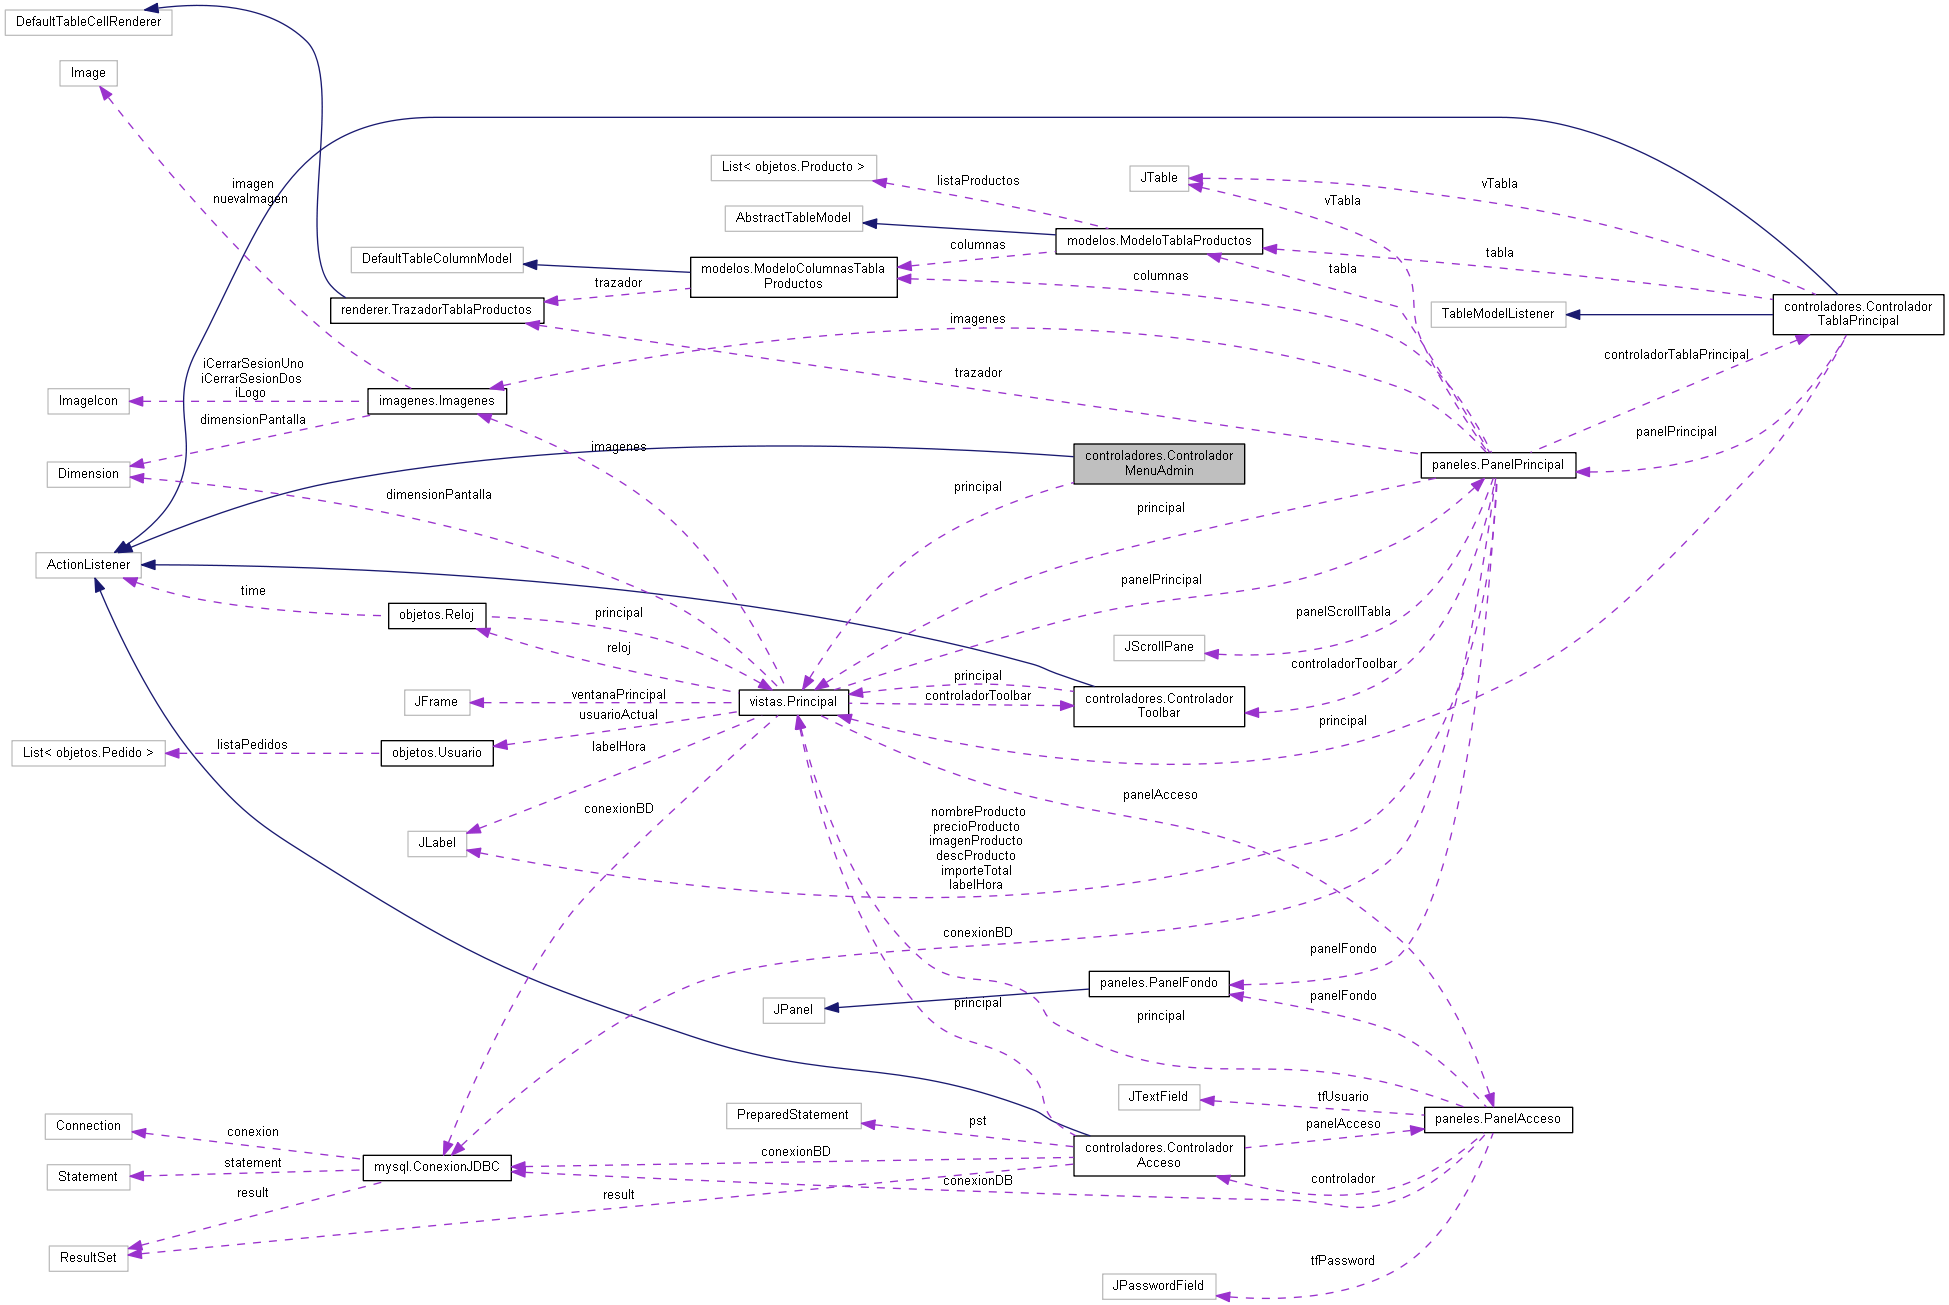 DefaultTableCellRenderer
Image
List< objetos.Producto >
listaProductos
JTable
vTabla
vTabla
imagen
nuevaImagen
AbstractTableModel
modelos.ModeloTablaProductos
columnas
tabla
tabla
columnas
DefaultTableColumnModel
modelos.ModeloColumnasTabla
Productos
trazador
renderer.TrazadorTablaProductos
TableModelListener
controladores.Controlador
TablaPrincipal
imagenes
controladorTablaPrincipal
trazador
iCerrarSesionUno
iCerrarSesionDos
iLogo
ImageIcon
imagenes.Imagenes
dimensionPantalla
panelPrincipal
imagenes
controladores.Controlador
MenuAdmin
paneles.PanelPrincipal
Dimension
dimensionPantalla
principal
principal
ActionListener
time
panelPrincipal
objetos.Reloj
principal
panelScrollTabla
reloj
JScrollPane
controladorToolbar
principal
JFrame
ventanaPrincipal
vistas.Principal
controladorToolbar
controladores.Controlador
Toolbar
usuarioActual
principal
List< objetos.Pedido >
listaPedidos
objetos.Usuario
labelHora
panelAcceso
conexionBD
nombreProducto
precioProducto
imagenProducto
descProducto
importeTotal
labelHora
JLabel
conexionBD
panelFondo
paneles.PanelFondo
panelFondo
JPanel
principal
principal
JTextField
tfUsuario
PreparedStatement
pst
panelAcceso
paneles.PanelAcceso
Connection
conexion
controladores.Controlador
Acceso
conexionBD
statement
mysql.ConexionJDBC
Statement
conexionDB
controlador
result
result
ResultSet
tfPassword
JPasswordField